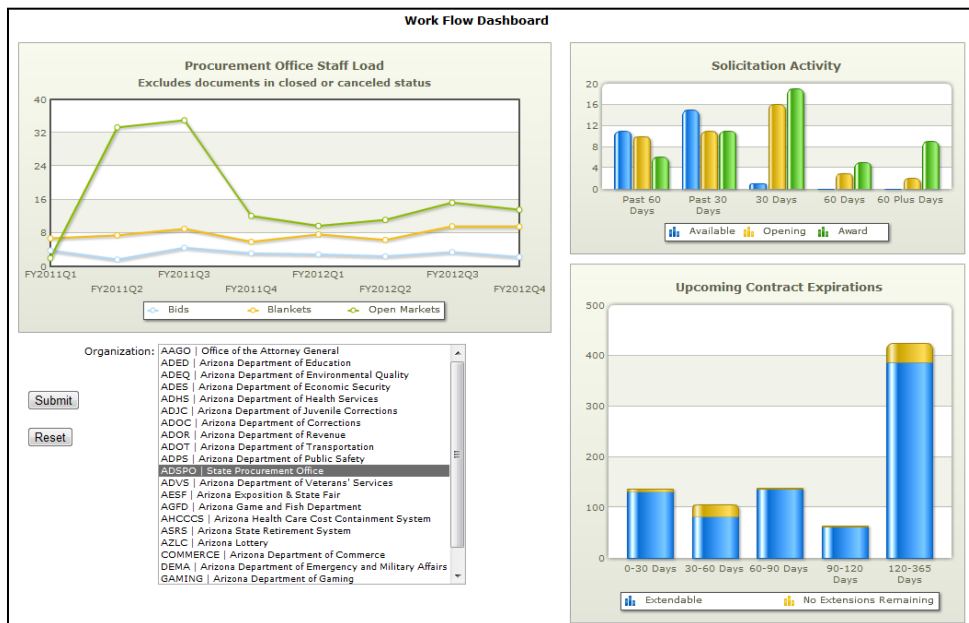 Work Flow Dashboard
Procurement Office Staff Load
Excludes documents in closed or canceled status
40
32
24
16
8
0
FY2011Q1
FY2011Q2
FY2011Q3
FY2011Q4
FY2012Q1
FY2012Q2
FY2012Q3
FY2012Q4
Bids
Blankets
Open Markets
Solicitation Activity
20
16
12
8
4
0
Past 60 Days
Past 30 Days
30 Days
60 Days
60 Plus Days
Available
Opening
Award
Organization:
AAGO | Office of the Attorney General
ADED | Arizona Department of Education
ADEQ | Arizona Department of Environmental Quality
ADES | Arizona Department of Economic Security
ADHS | Arizona Department of Health Services
ADJC | Arizona Department of Juvenile Corrections
ADOC | Arizona Department of Corrections
ADOR | Arizona Department of Revenue
ADOT | Arizona Department of Transportation
ADPS | Arizona Department of Public Safety
ADSPO | State Procurement Office
ADVS | Arizona Department of Veterans' Services
AESF | Arizona Exposition & State Fair
AGFD | Arizona Game and Fish Department
AHCCCS | Arizona Health Care Cost Containment System
ASRS | Arizona State Retirement System
AZLC | Arizona Lottery
COMMERCE | Arizona Department of Commerce
DEMA | Arizona Department of Emergency and Military Affairs
GAMING | Arizona Department of Gaming
Submit
Reset
Upcoming Contract Expirations
500
400
300
200
100
0
0-30 Days
30-60 Days
60-90 Days
90-120 Days
120-365 Days
Extendable
No Extensions Remaining